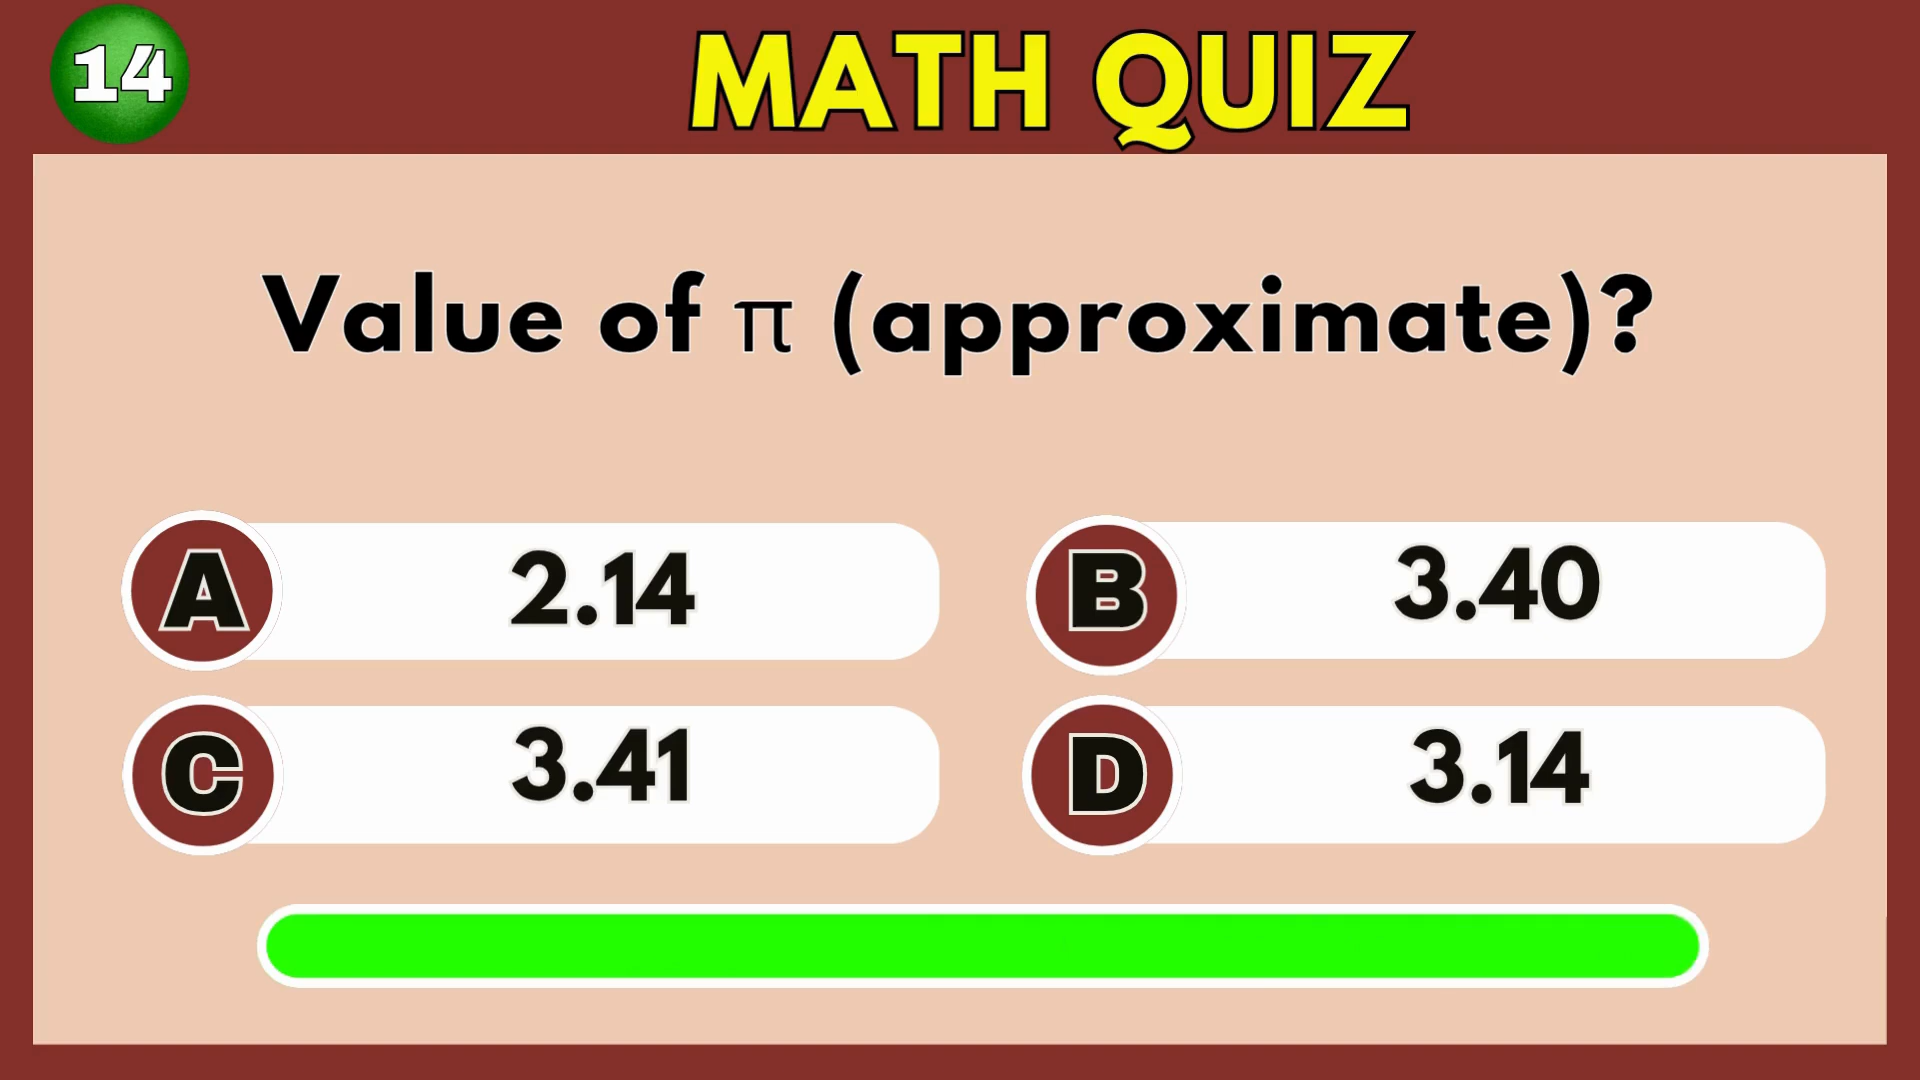 14
MATH QUIZ
Value of π (approximate)?
A 2.14
B 3.40
C 3.41
D 3.14